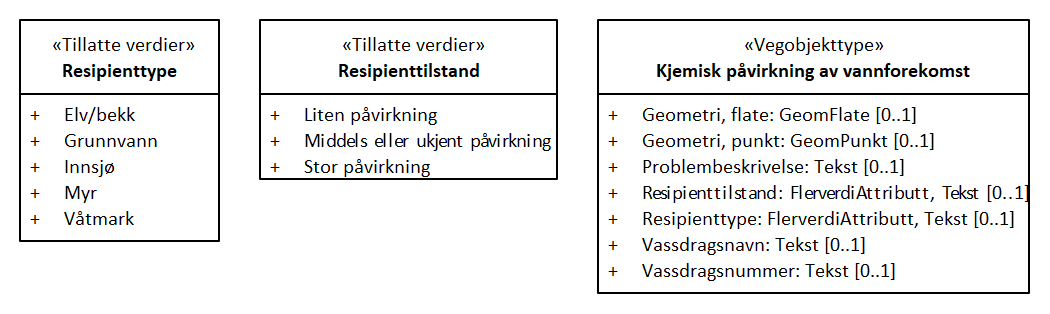 «Tillatte verdier»
Resipienttype
+ Elv/bekk
+ Grunnvann
+ Innsjø
+ Myr
+ Våtmark
«Tillatte verdier»
Resipienttilstand
+ Liten påvirkning
+ Middels eller ukjent påvirkning
+ Stor påvirkning
«Vegobjekttype»
Kjemisk påvirkning av vannforekomst
+ Geometri, flate: GeomFlate [0..1]
+ Geometri, punkt: GeomPunkt [0..1]
+ Problembeskrivelse: Tekst [0..1]
+ Resipienttilstand: FlerverdiAttributt, Tekst [0..1]
+ Resipienttype: FlerverdiAttributt, Tekst [0..1]
+ Vassdragsnavn: Tekst [0..1]
+ Vassdragsnummer: Tekst [0..1]